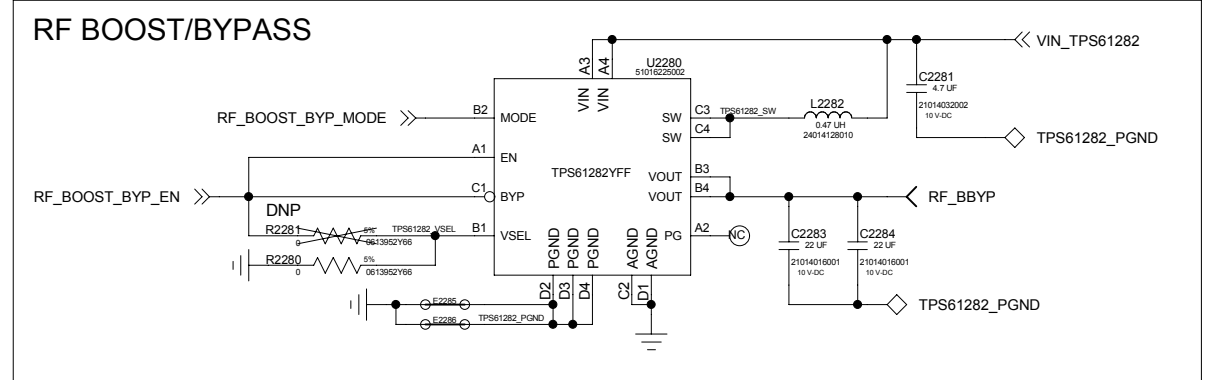 RF BOOST/BYPASS
VIN_TPS61282
U2280
51016225002
A3
A4
C2281
4.7 UF
VIN
VIN
L2282
21014032002
10 V-DC
RF_BOOST_BYP_MODE
B2
MODE
SW
C3
TPS61282_SW
0.47 UH
24014128010
SW
C4
TPS61282_PGND
A1
EN
TPS61282YFF
VOUT
B3
RF_BOOST_BYP_EN
C1
BYP
VOUT
B4
RF_BBYP
DNP
R2281
5%
TPS61282_VSEL
B1
VSEL
PG
A2
NC
C2283
22 UF
C2284
22 UF
0
0613952Y66
R2280
5%
0
0613952Y66
PGND
PGND
PGND
AGND
AGND
21014016001
10 V-DC
21014016001
10 V-DC
D2
D3
D4
C2
D1
E2285
TPS61282_PGND
E2286
TPS61282_PGND